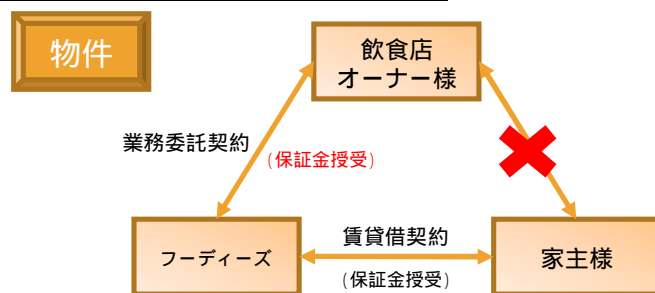 物件
飲食店
オーナー様
業務委託契約
(保証金授受)
フーディーズ
賃貸借契約
(保証金授受)
家主様